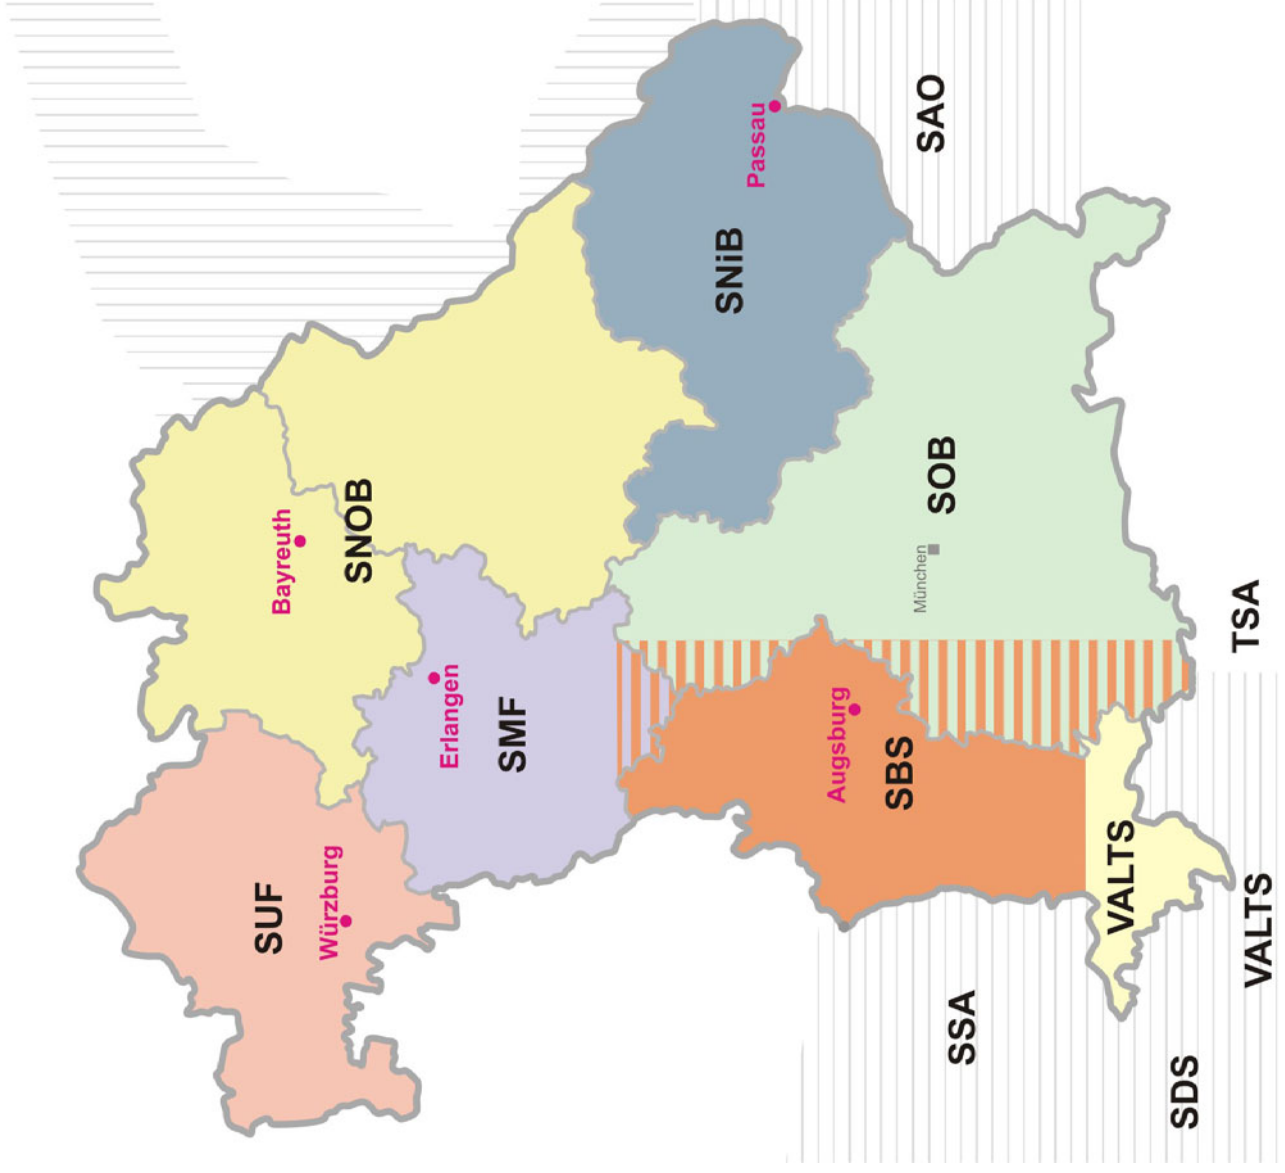 SUF
Würzburg
Bayreuth
SNOB
Erlangen
SMF
SNiB
Passau
SAO
Augsburg
SBS
München
SOB
SSA
VALTS
SDS
VALTS
TSA